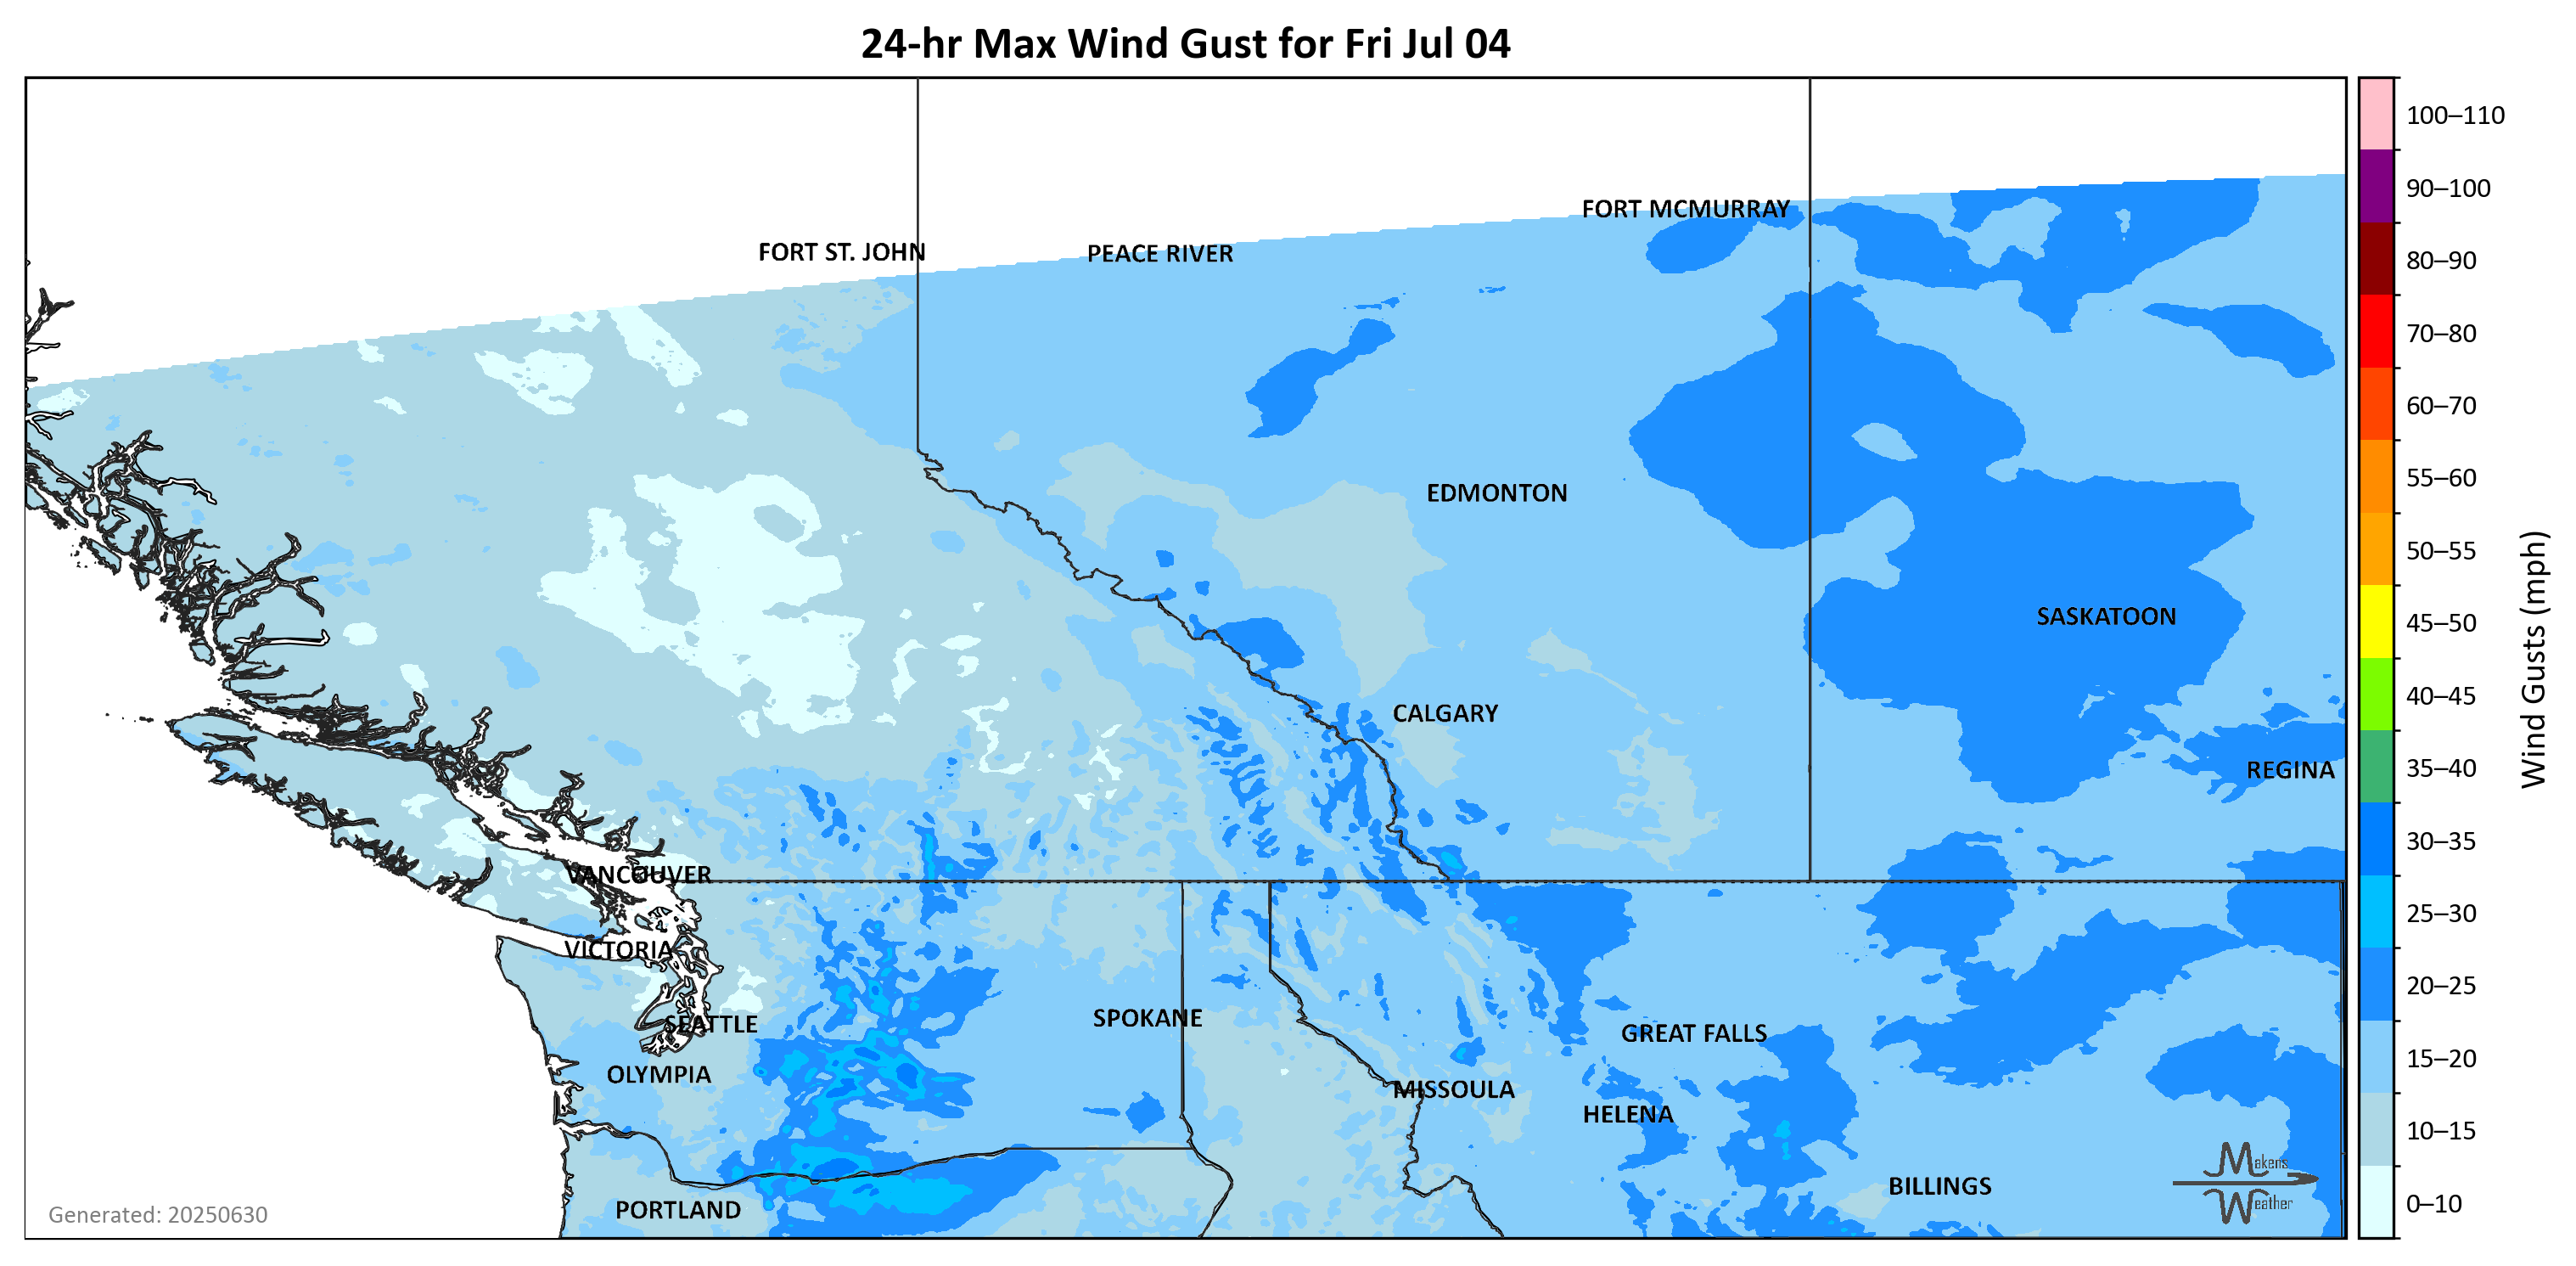 24-hr Max Wind Gust for Fri Jul 04
FORT MCMURRAY
FORT ST. JOHN
PEACE RIVER
EDMONTON
SASKATOON
CALGARY
REGINA
VANCOUVER
VICTORIA
SEATTLE
SPOKANE
GREAT FALLS
OLYMPIA
MISSOULA
HELENA
BILLINGS
PORTLAND
Makens
Weather
Generated: 20250630
100–110
90–100
80–90
70–80
60–70
55–60
50–55
45–50
40–45
35–40
30–35
25–30
20–25
15–20
10–15
0–10
Wind Gusts (mph)